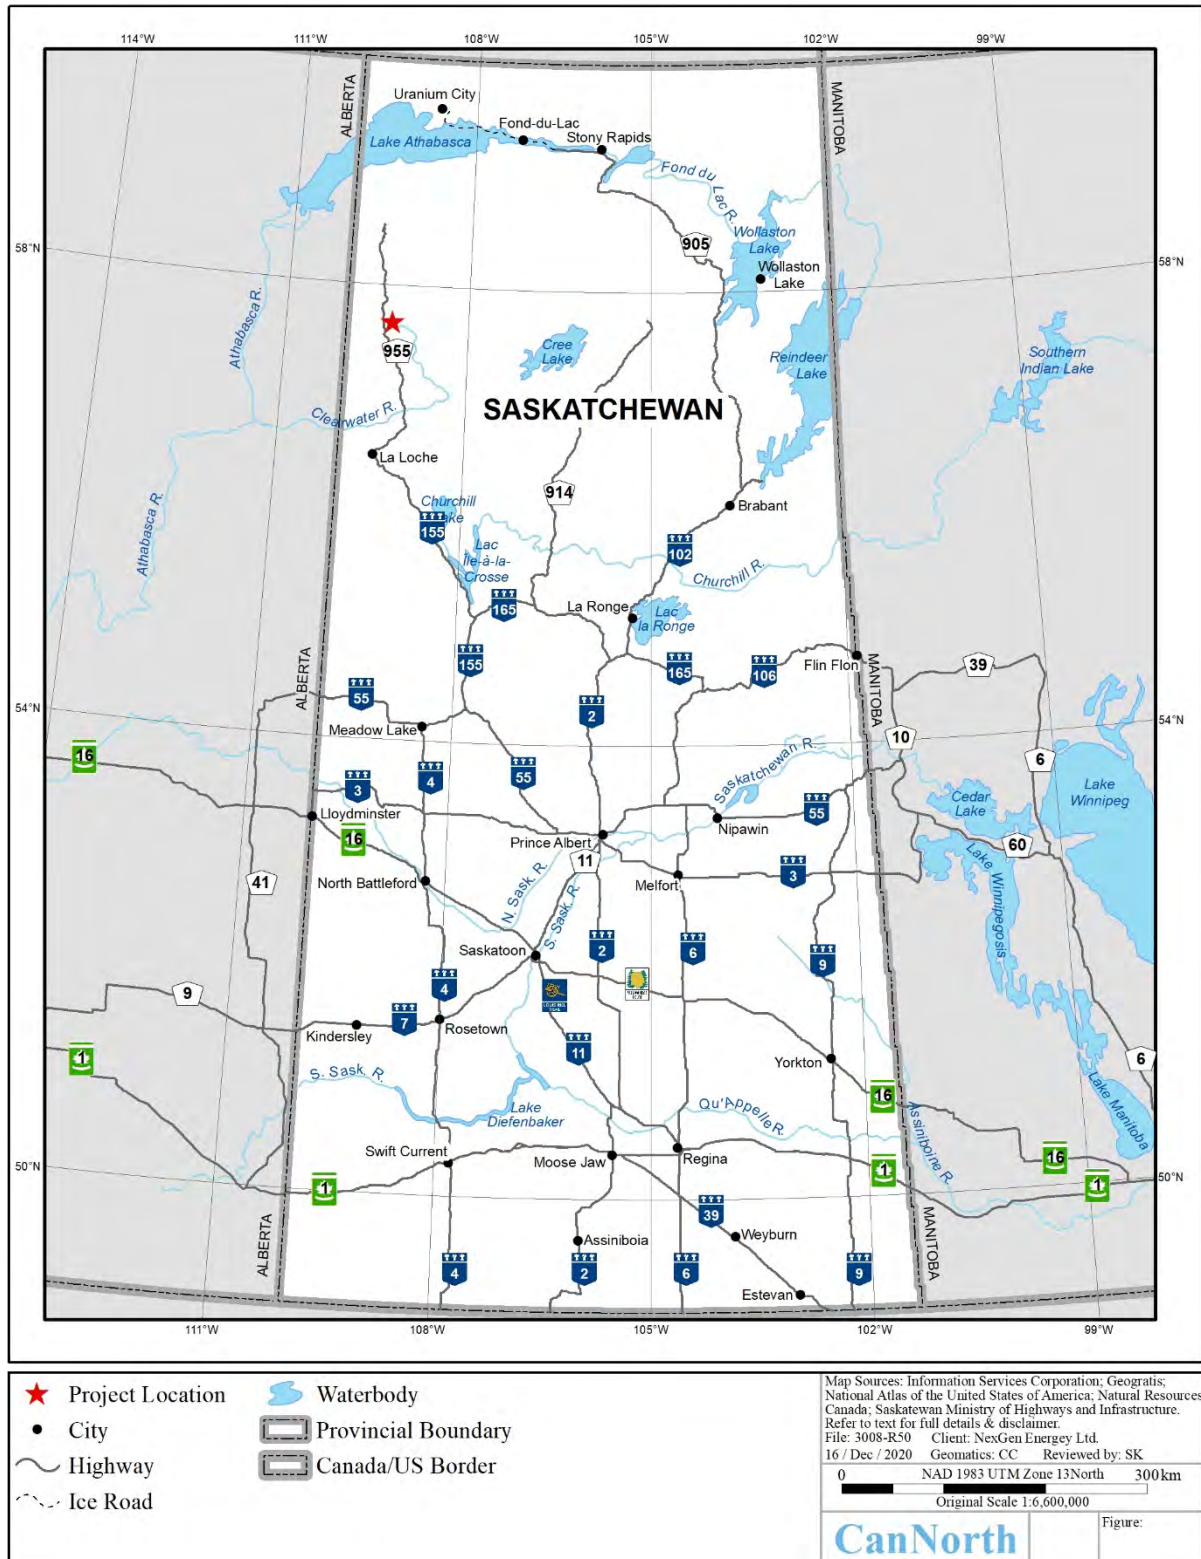 114°W
111°W
108°W
105°W
102°W
99°W
ALBERTA
MANITOBA
Uranium City
Fond-du-Lac
Stony Rapids
Lake Athabasca
Fond du Lac R.
905
Wollaston
Lake
Wollaston
Lake
58°N
58°N
Athabasca R.
955
Cree
Lake
Reindeer
Lake
Southern
Indian Lake
SASKATCHEWAN
Clearwater R.
La Loche
914
Churchill
Lake
155
Brabant
Athabasca R.
Lac
Île-à-la-
Crosse
102
Churchill R.
165
La Ronge
Lac
la Ronge
ALBERTA
155
165
106
Flin Flon
MANITOBA
39
55
2
54°N
54°N
Meadow Lake
10
16
6
3
4
55
Saskatchewan R.
Lake
Winnipeg
Cedar
Lake
Lloydminster
55
Nipawin
16
Prince Albert
60
11
41
North Battleford
N. Sask. R.
Melfort
3
Lake Winnipegosis
S. Sask. R.
Saskatoon
2
6
9
9
4
7
Kindersley
Rosetown
11
1
Yorkton
6
S. Sask. R.
16
Lake
Diefenbaker
Qu'Appelle R.
Assiniboine R.
Lake Manitoba
Swift Current
Moose Jaw
Regina
16
50°N
50°N
1
1
1
39
ALBERTA
MANITOBA
Assiniboia
Weyburn
4
2
6
9
Estevan
111°W
108°W
105°W
102°W
99°W
Project Location
City
Highway
Ice Road
Waterbody
Provincial Boundary
Canada/US Border
Map Sources: Information Services Corporation; Geogratis;
National Atlas of the United States of America; Natural Resources
Canada; Saskatewan Ministry of Highways and Infrastructure.
Refer to text for full details & disclaimer.
File: 3008-R50 Client: NexGen Energey Ltd.
16 / Dec / 2020 Geomatics: CC Reviewed by: SK
0 NAD 1983 UTM Zone 13North 300km
Original Scale 1:6,600,000
CanNorth
Figure: